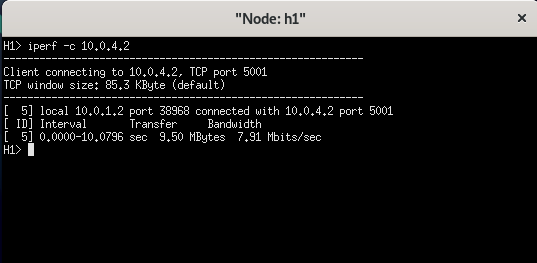 "Node: h1"
×
H1> iperf -c 10.0.4.2
------------------------------------------------------------
Client connecting to 10.0.4.2, TCP port 5001
TCP window size: 85.3 KByte (default)
------------------------------------------------------------
[  5] local 10.0.1.2 port 38968 connected with 10.0.4.2 port 5001
[ ID] Interval       Transfer     Bandwidth
[  5] 0.0000-10.0796 sec  9.50 MBytes  7.91 Mbits/sec
H1>